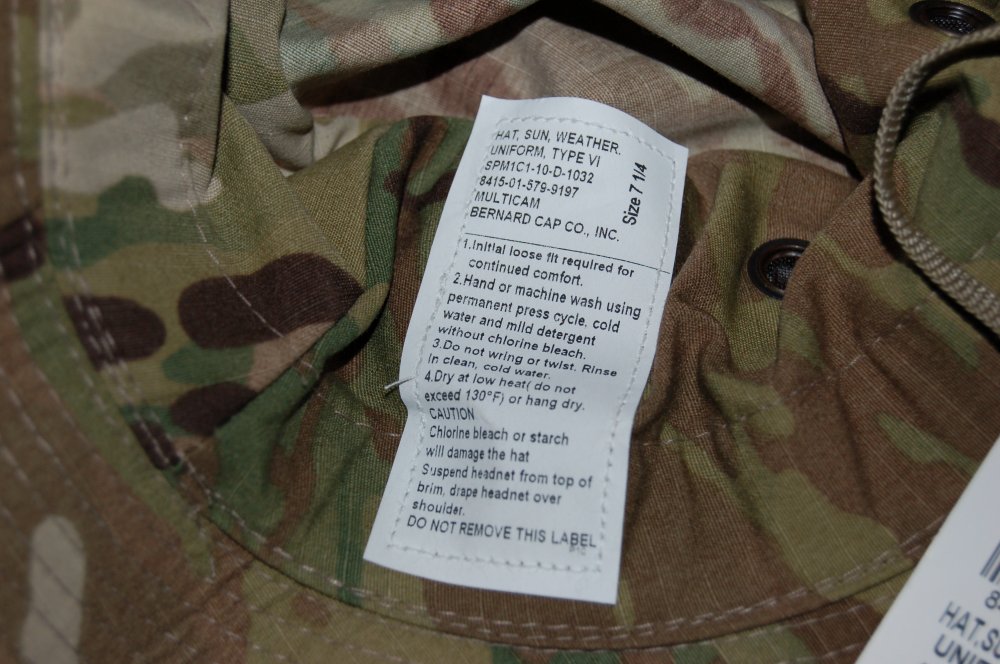 HAT, SUN, WEATHER.
UNIFORM, TYPE VI
SPM1C1-10-D-1032
8415-01-579-9197
MULTICAM
BERNARD CAP CO., INC.
Size 7 1/4
1.Initial loose fit required for
continued comfort.
2.Hand or machine wash using
permanent press cycle, cold
water and mild detergent
without chlorine bleach.
3.Do not wring or twist. Rinse
In clean, cold water.
4.Dry at low heat( do not
exceed 130°F) or hang dry.
CAUTION
Chlorine bleach or starch
will damage the hat
Suspend headnet from top of
brim, drape headnet over
shoulder.
DO NOT REMOVE THIS LABEL
HAT,SU
UNI